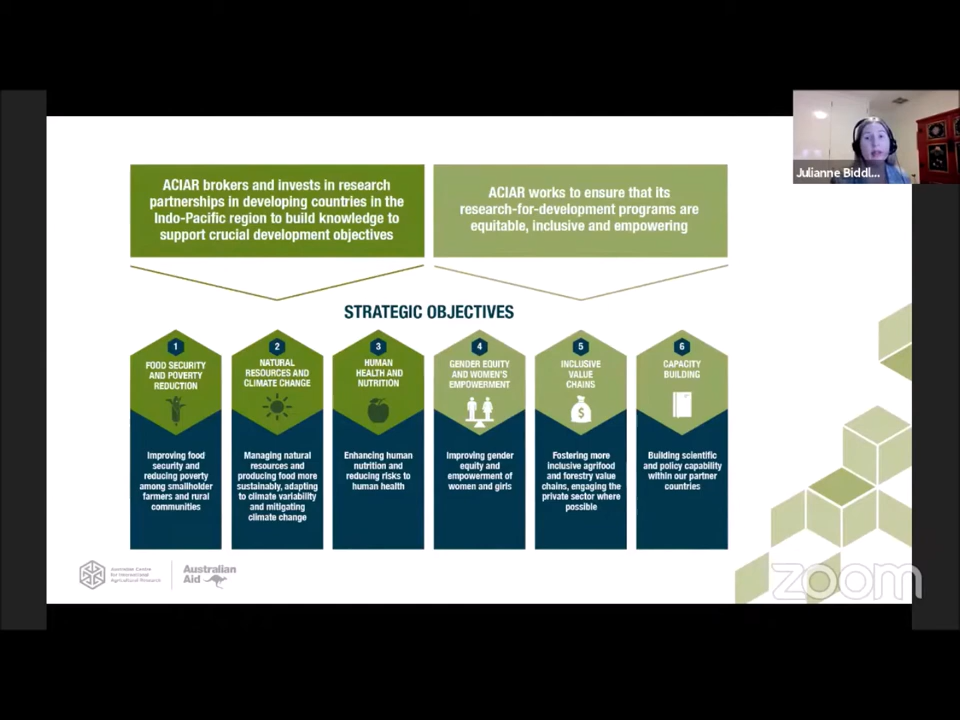 ACIAR brokers and invests in research
partnerships in developing countries in the
Indo-Pacific region to build knowledge to
support crucial development objectives
ACIAR works to ensure that its
research-for-development programs are
equitable, inclusive and empowering
Julianne Biddl...
STRATEGIC OBJECTIVES
1
FOOD SECURITY
AND POVERTY
REDUCTION
Improving food
security and
reducing poverty
among smallholder
farmers and rural
communities
2
NATURAL
RESOURCES AND
CLIMATE CHANGE
Managing natural
resources and
producing food more
sustainably, adapting
to climate variability
and mitigating
climate change
3
HUMAN
HEALTH AND
NUTRITION
Enhancing human
nutrition and
reducing risks to
human health
4
GENDER EQUITY
AND WOMEN'S
EMPOWERMENT
Improving gender
equity and
empowerment of
women and girls
5
INCLUSIVE
VALUE
CHAINS
$
Fostering more
inclusive agrifood
and forestry value
chains, engaging the
private sector where
possible
6
CAPACITY
BUILDING
Building scientific
and policy capability
within our partner
countries
Australian Centre
for International
Agricultural Research
Australian
Aid
zoom